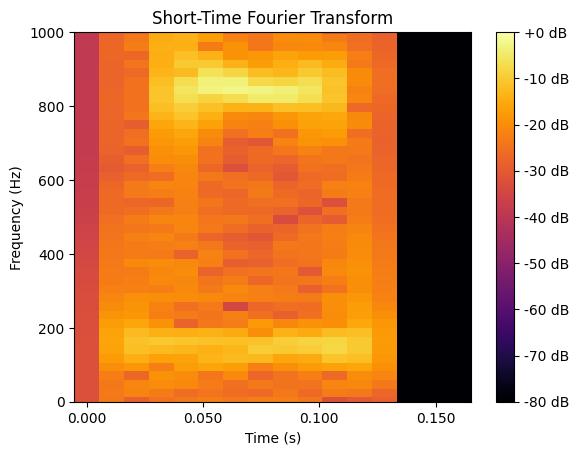 Short-Time Fourier Transform
Frequency (Hz)
1000
800
600
400
200
0
0.000 0.050 0.100 0.150
Time (s)
+0 dB
-10 dB
-20 dB
-30 dB
-40 dB
-50 dB
-60 dB
-70 dB
-80 dB